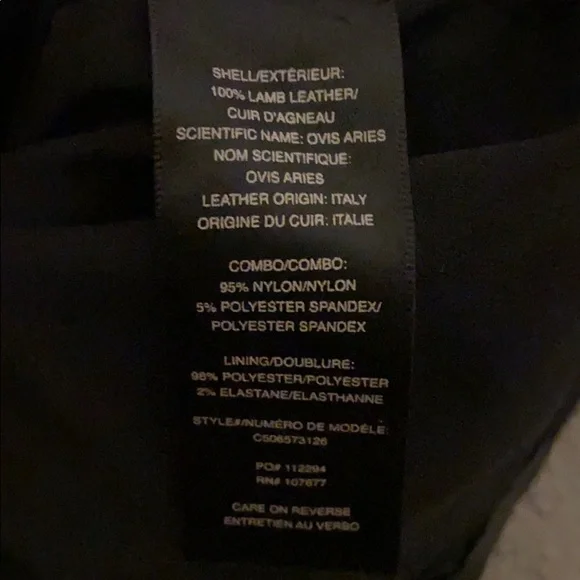 SHELL/EXTÉRIEUR:
100% LAMB LEATHER/
CUIR D'AGNEAU
SCIENTIFIC NAME: OVIS ARIES
NOM SCIENTIFIQUE:
OVIS ARIES
LEATHER ORIGIN: ITALY
ORIGINE DU CUIR: ITALIE
COMBO/COMBO:
95% NYLON/NYLON
5% POLYESTER SPANDEX/
POLYESTER SPANDEX
LINING/DOUBLURE:
98% POLYESTER/POLYESTER
2% ELASTANE/ELASTHANNE
STYLE#/NUMÉRO DE MODÈLE:
C506573126
PO# 112294
RN# 107677
CARE ON REVERSE
ENTRETIEN AU VERSO